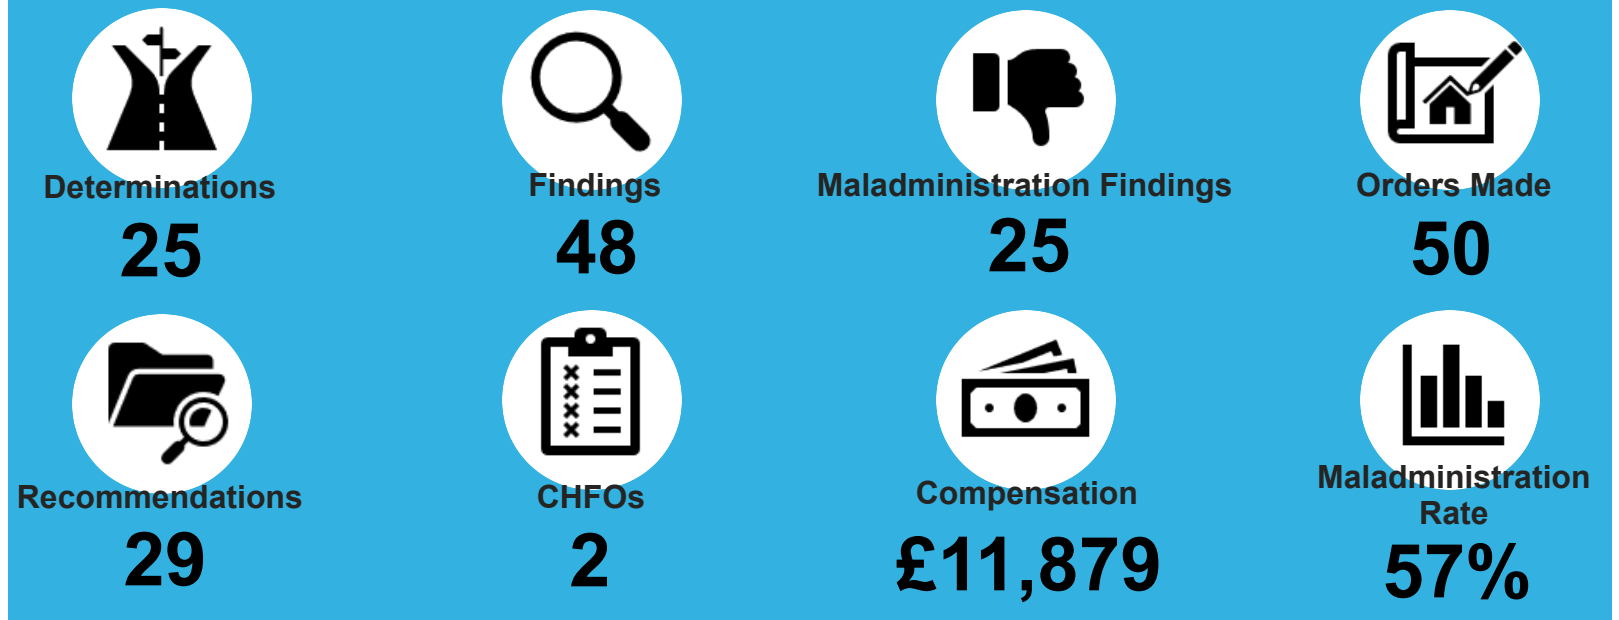 Determinations
25
Findings
48
Maladministration Findings
25
Orders Made
50
Recommendations
29
CHFOs
2
Compensation
£11,879
Maladministration
Rate
57%